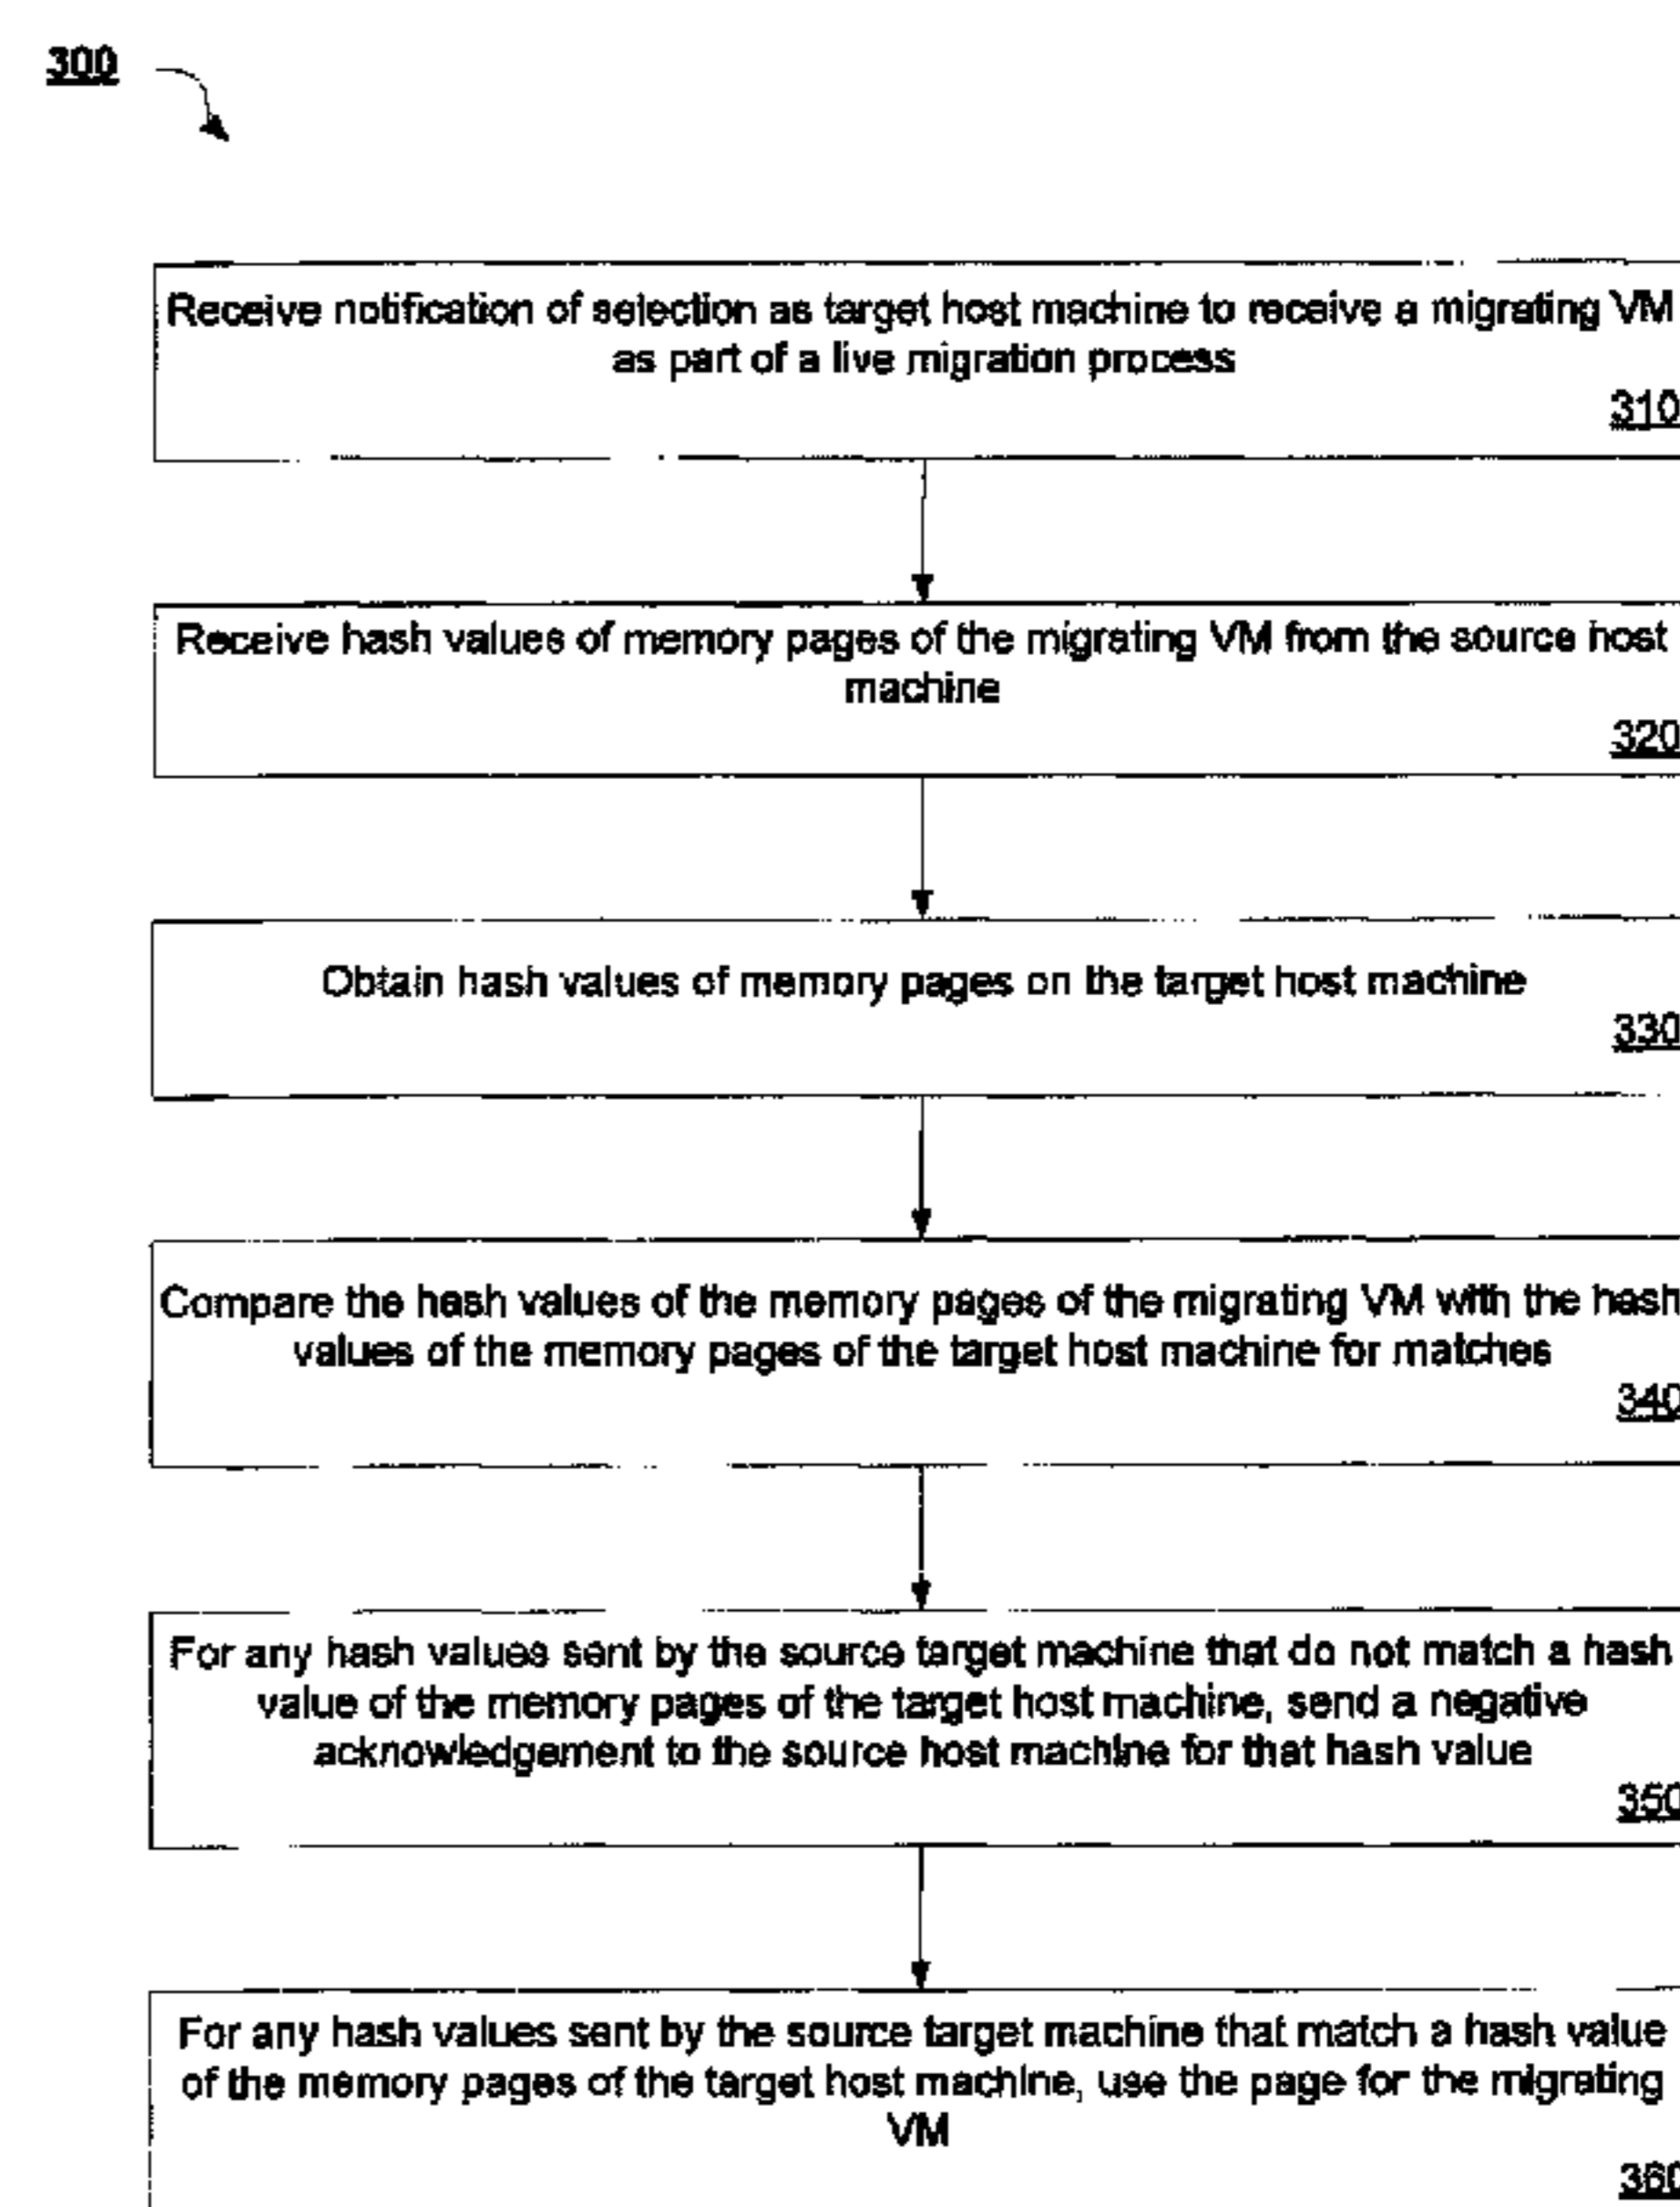 300
Receive notification of selection as target host machine to receive a migrating VM
as part of a live migration process
310
Receive hash values of memory pages of the migrating VM from the source host
machine
320
Obtain hash values of memory pages on the target host machine
330
Compare the hash values of the memory pages of the migrating VM with the hash
values of the memory pages of the target host machine for matches
340
For any hash values sent by the source target machine that do not match a hash
value of the memory pages of the target host machine, send a negative
acknowledgement to the source host machine for that hash value
350
For any hash values sent by the source target machine that match a hash value
of the memory pages of the target host machine, use the page for the migrating
VM
360